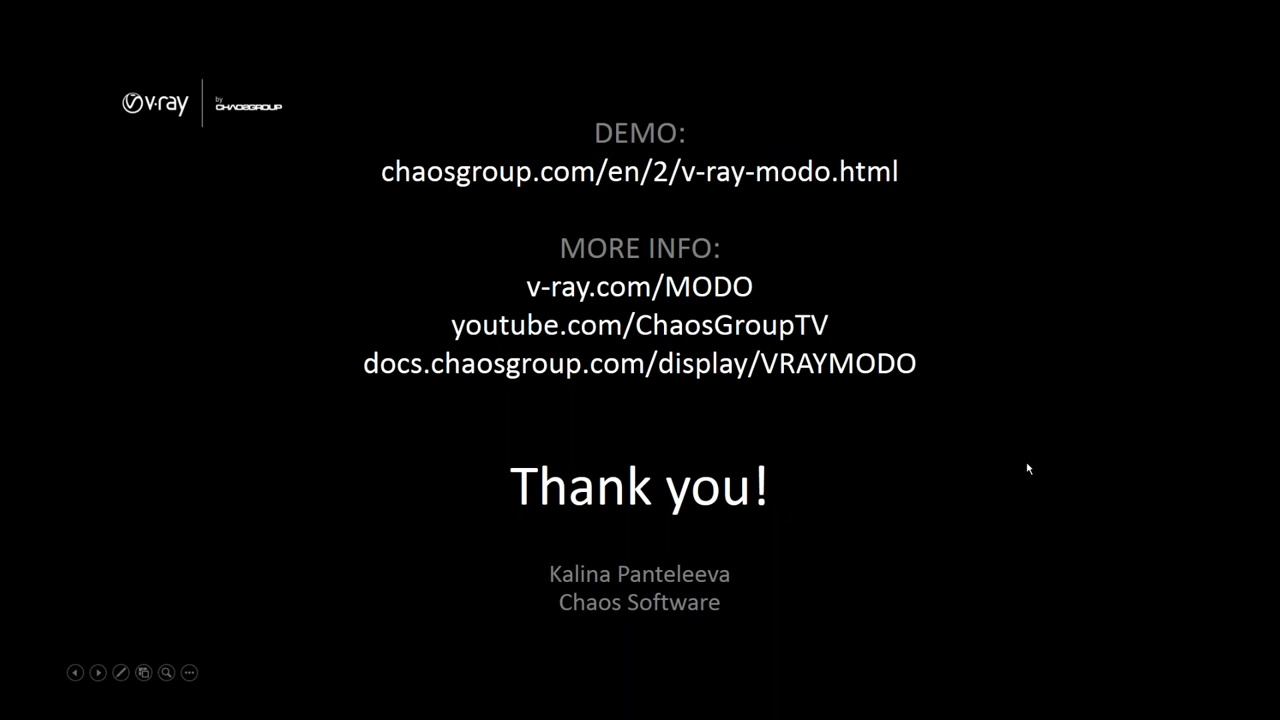 v·ray
by
CHAOSGROUP
DEMO:
chaosgroup.com/en/2/v-ray-modo.html
MORE INFO:
v-ray.com/MODO
youtube.com/ChaosGroupTV
docs.chaosgroup.com/display/VRAYMODO
Thank you!
Kalina Panteleeva
Chaos Software